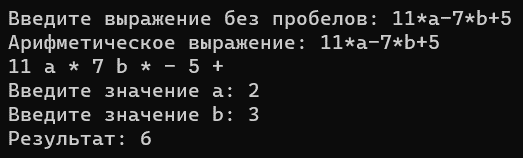 Введите выражение без пробелов: 11*a-7*b+5
Арифметическое выражение: 11*a-7*b+5
11 a * 7 b * - 5 +
Введите значение a: 2
Введите значение b: 3
Результат: 6